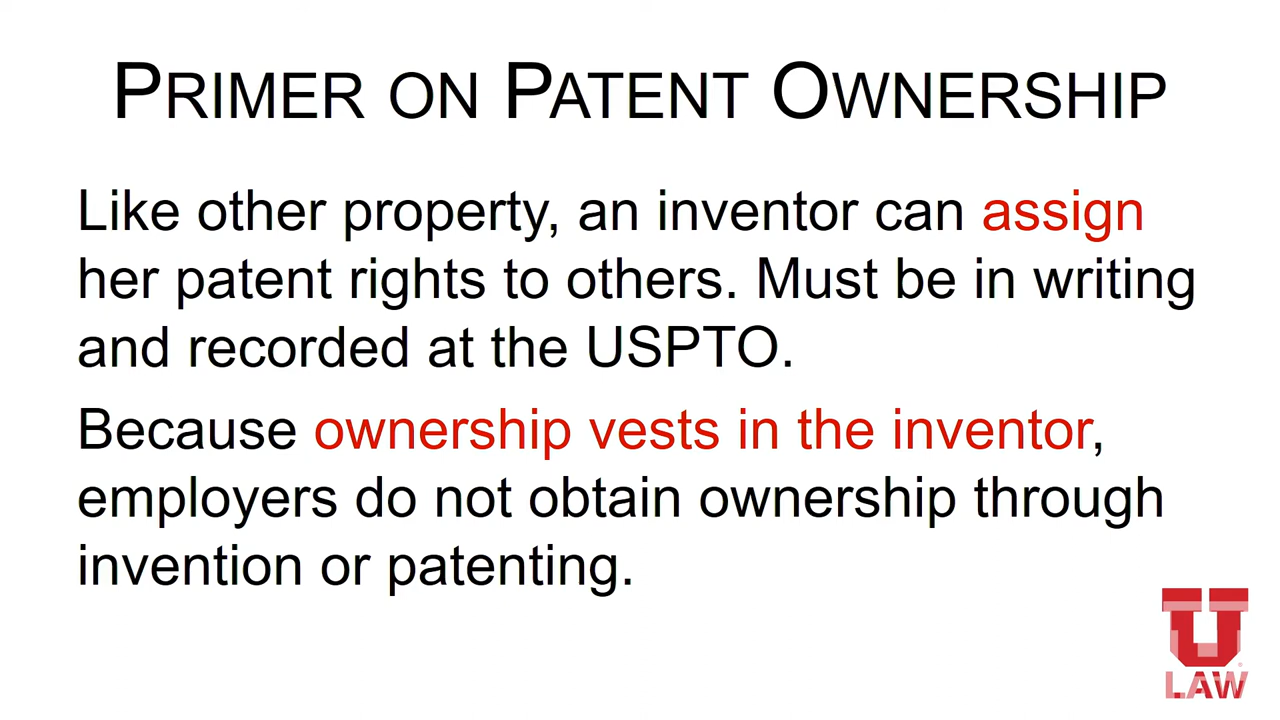 PRIMER ON PATENT OWNERSHIP
Like other property, an inventor can assign
her patent rights to others. Must be in writing
and recorded at the USPTO.
Because ownership vests in the inventor,
employers do not obtain ownership through
invention or patenting.
U
LAW